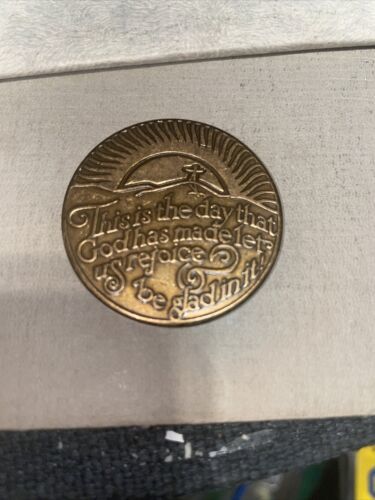 This is the day that
God has made let
us rejoice &
be glad in it!